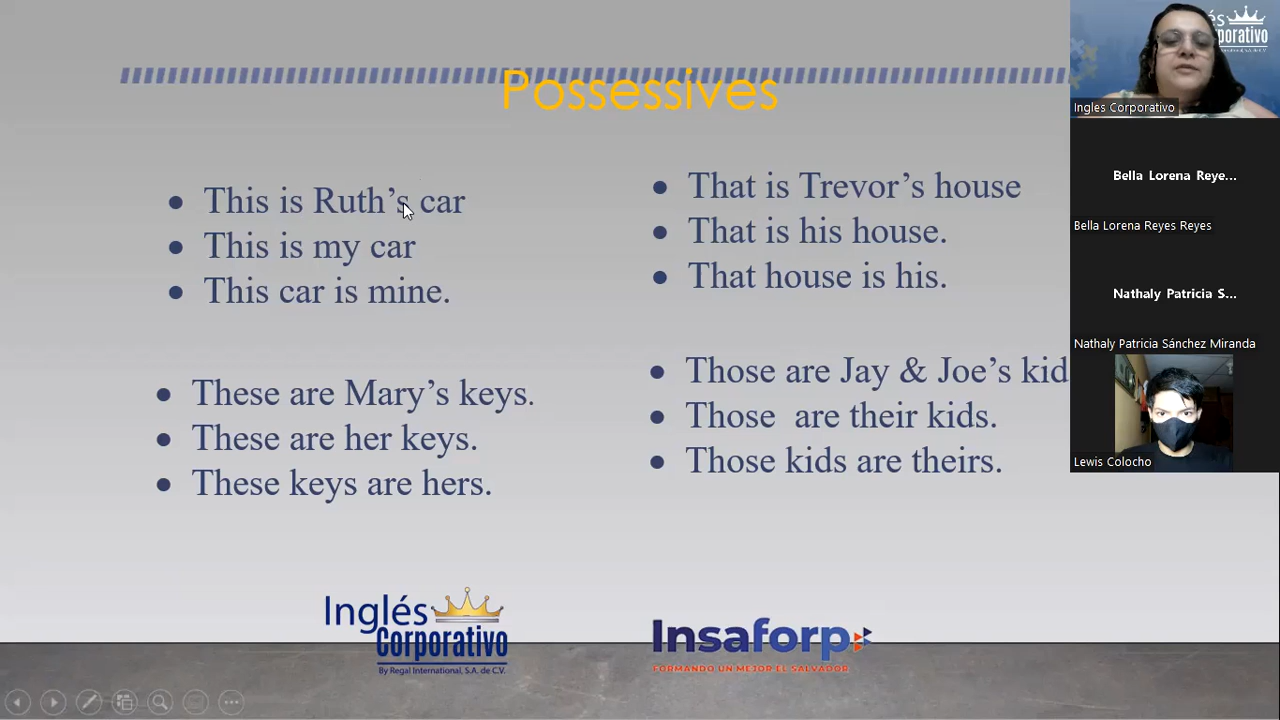 Possessives
This is Ruth's car
This is my car
This car is mine.
These are Mary's keys.
These are her keys.
These keys are hers.
That is Trevor's house
That is his house.
That house is his.
Those are Jay & Joe's kid
Those are their kids.
Those kids are theirs.
Inglés
Corporativo
By Regal International, S.A. de C.V.
Insaforp
FORMANDO UN MEJOR EL SALVADOR
Ingles Corporativo
Bella Lorena Reye...
Bella Lorena Reyes Reyes
Nathaly Patricia S...
Nathaly Patricia Sánchez Miranda
Lewis Colocho